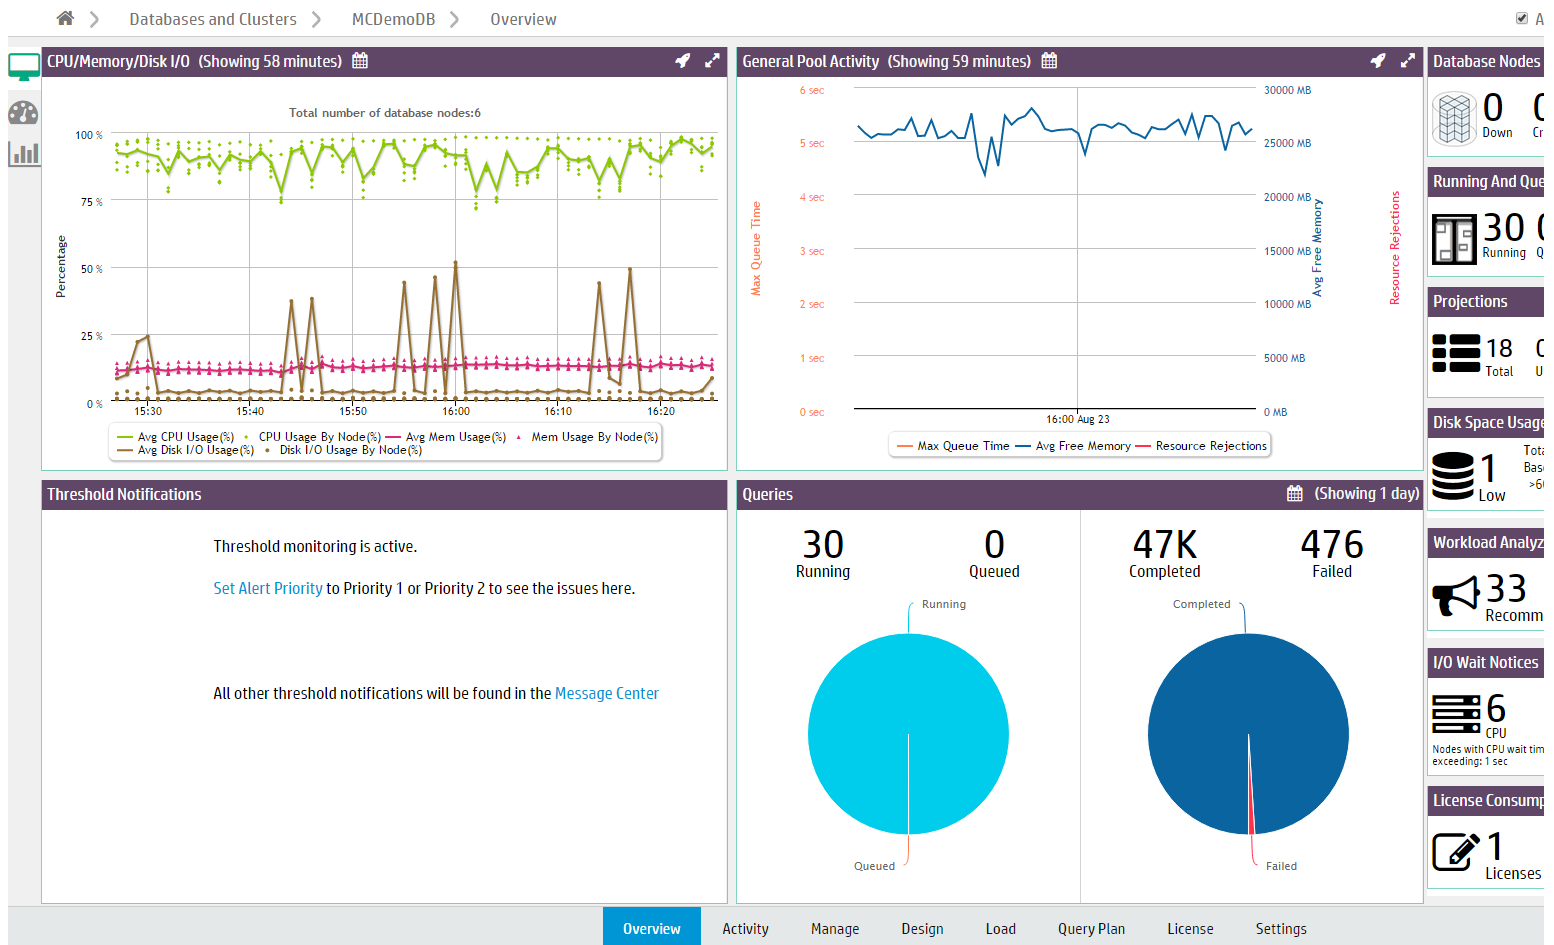 Databases and Clusters MCDemoDB Overview
A
CPU/Memory/Disk I/O (Showing 58 minutes)
Total number of database nodes:6
100 %
75 %
50 %
25 %
0 %
Percentage
15:30 15:40 15:50 16:00 16:10 16:20
Avg CPU Usage(%) CPU Usage By Node(%) Avg Mem Usage(%) Mem Usage By Node(%)
Avg Disk I/O Usage(%) Disk I/O Usage By Node(%)
General Pool Activity (Showing 59 minutes)
6 sec 30000 MB
5 sec 25000 MB
4 sec 20000 MB
3 sec 15000 MB
2 sec 10000 MB
1 sec 5000 MB
0 sec 0 MB
Max Queue Time
Avg Free Memory
Resource Rejections
16:00 Aug 23
Max Queue Time Avg Free Memory Resource Rejections
Database Nodes
0
Down Cr
Running And Que
30 0
Running Q
Projections
18 0
Total U
Disk Space Usage
1
Low
Tota
Base
>60
Workload Analyz
33
Recomm
I/O Wait Notices
6
CPU
Nodes with CPU wait tim
exceeding: 1 sec
License Consump
1
Licenses
Threshold Notifications
Threshold monitoring is active.
Set Alert Priority to Priority 1 or Priority 2 to see the issues here.
All other threshold notifications will be found in the Message Center
Queries (Showing 1 day)
30 0 47K 476
Running Queued Completed Failed
Running Completed
Queued Failed
Overview Activity Manage Design Load Query Plan License Settings